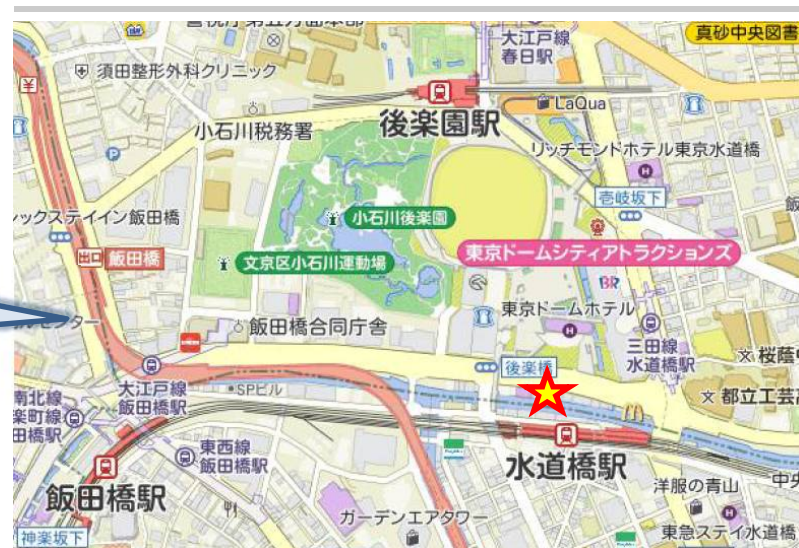 大江戸線
春日駅
真砂中央図書
須田整形外科クリニック
後楽園駅
LaQua
小石川税務署
リッチモンドホテル東京水道橋
壱岐坂下
小石川後楽園
ックステイイン飯田橋
出口
飯田橋
文京区小石川運動場
東京ドームシティアトラクションズ
BR
東京ドームホテル
飯田橋合同庁舎
三田線
水道橋駅
後楽橋
都立工芸高
大江戸線
飯田橋駅
SPビル
南北線
東西線
飯田橋駅
水道橋駅
飯田橋駅
洋服の青山
中央
神楽坂下
ガーデンエアタワー
東急ステイ水道橋